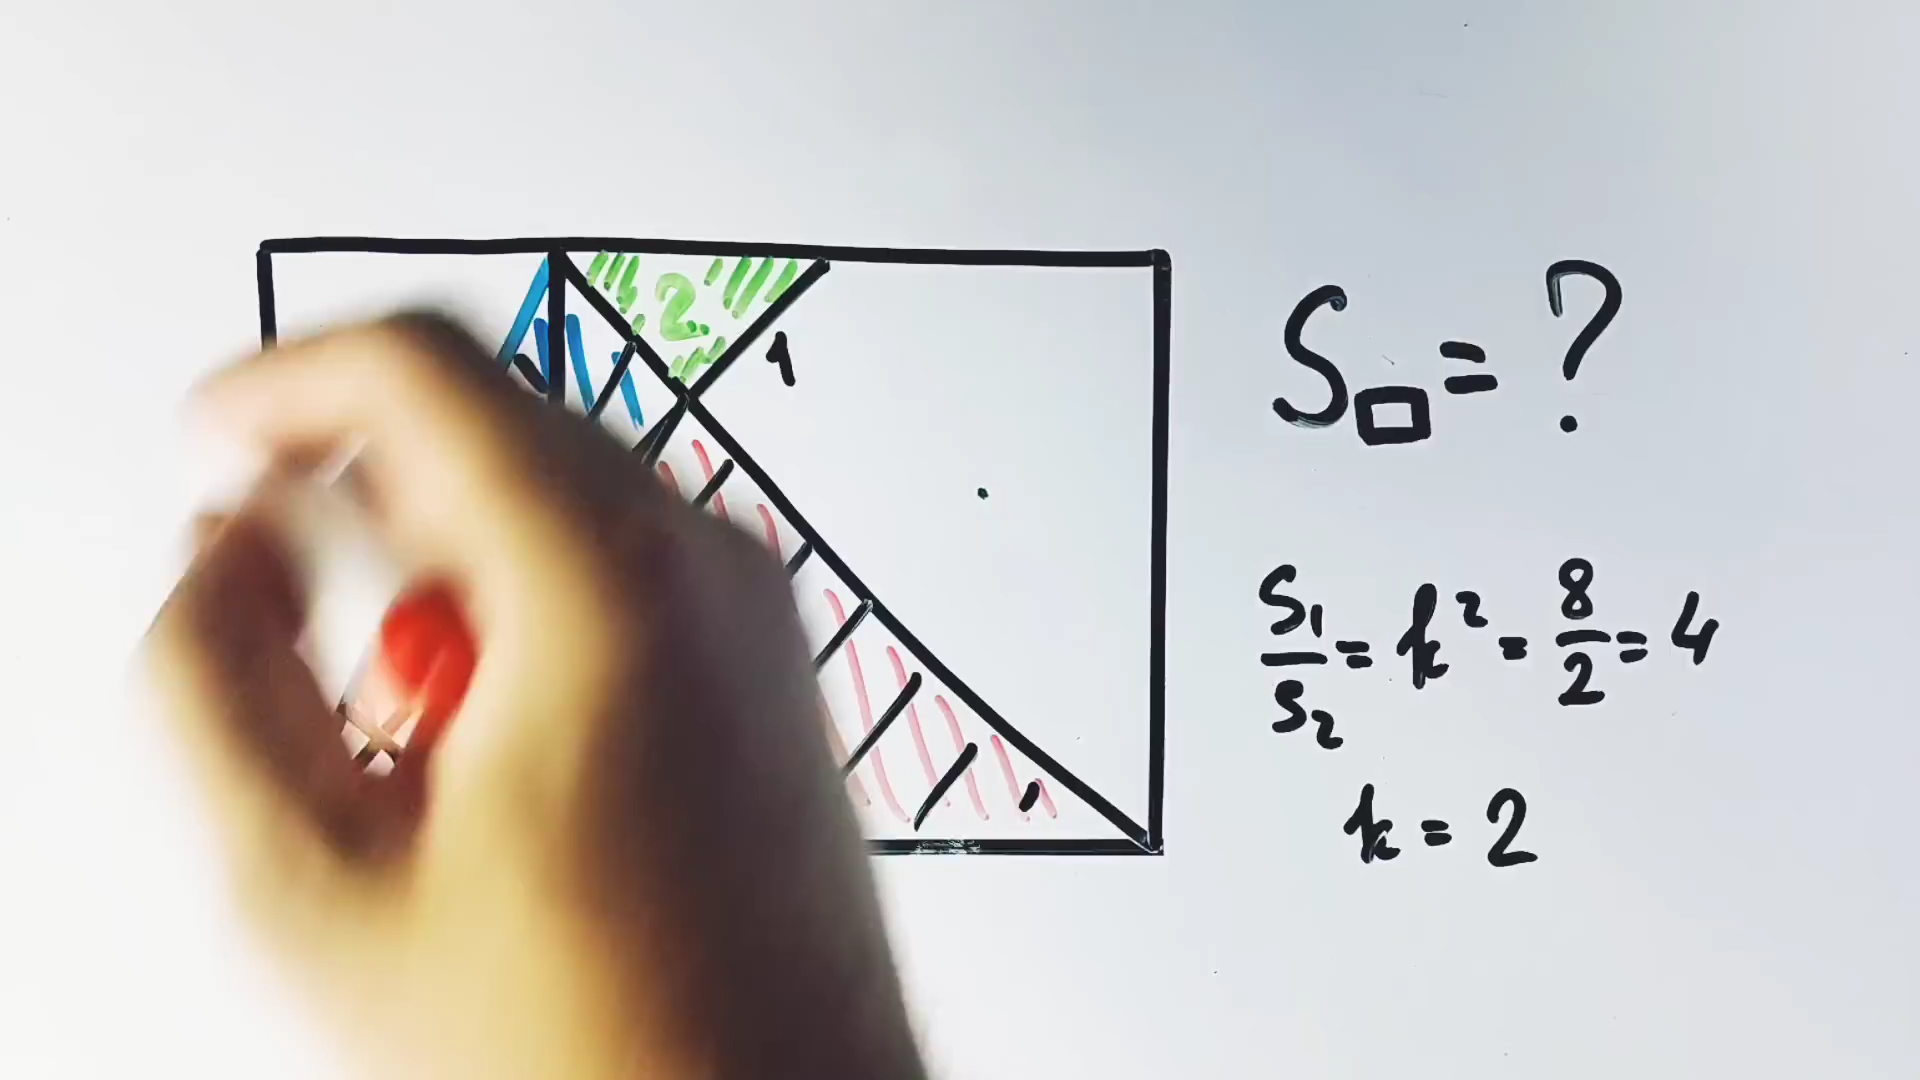 2
1
S□ = ?
S₁/S₂ = k² = 8/2 = 4
k = 2